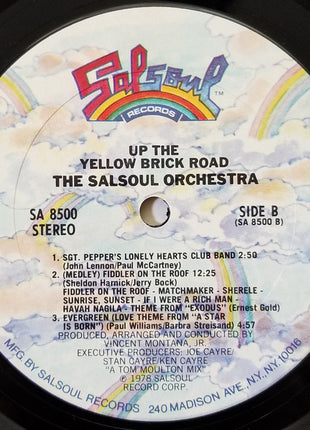 Salsoul
TM
RECORDS
UP THE
YELLOW BRICK ROAD
THE SALSOUL ORCHESTRA
SA 8500
STEREO
SIDE B
(SA 8500 B)
1. SGT. PEPPER'S LONELY HEARTS CLUB BAND 2:50
(John Lennon/Paul McCartney)
2. (MEDLEY) FIDDLER ON THE ROOF 12:25
(Sheldon Harnick/Jerry Bock)
FIDDLER ON THE ROOF - MATCHMAKER - SHERELE -
SUNRISE, SUNSET - IF I WERE A RICH MAN -
HAVAH NAGILA - THEME FROM "EXODUS" (Ernest Gold)
3. EVERGREEN (LOVE THEME FROM "A STAR
IS BORN") (Paul Williams/Barbra Streisand) 4:57
PRODUCED, ARRANGED AND CONDUCTED BY
VINCENT MONTANA, JR.
EXECUTIVE PRODUCERS: JOE CAYRE/
STAN CAYRE/KEN CAYRE
"A TOM MOULTON MIX"
℗ 1978 SALSOUL
RECORD CORP.
MFG BY SALSOUL RECORDS 240 MADISON AVE., N.Y., N.Y. 10016